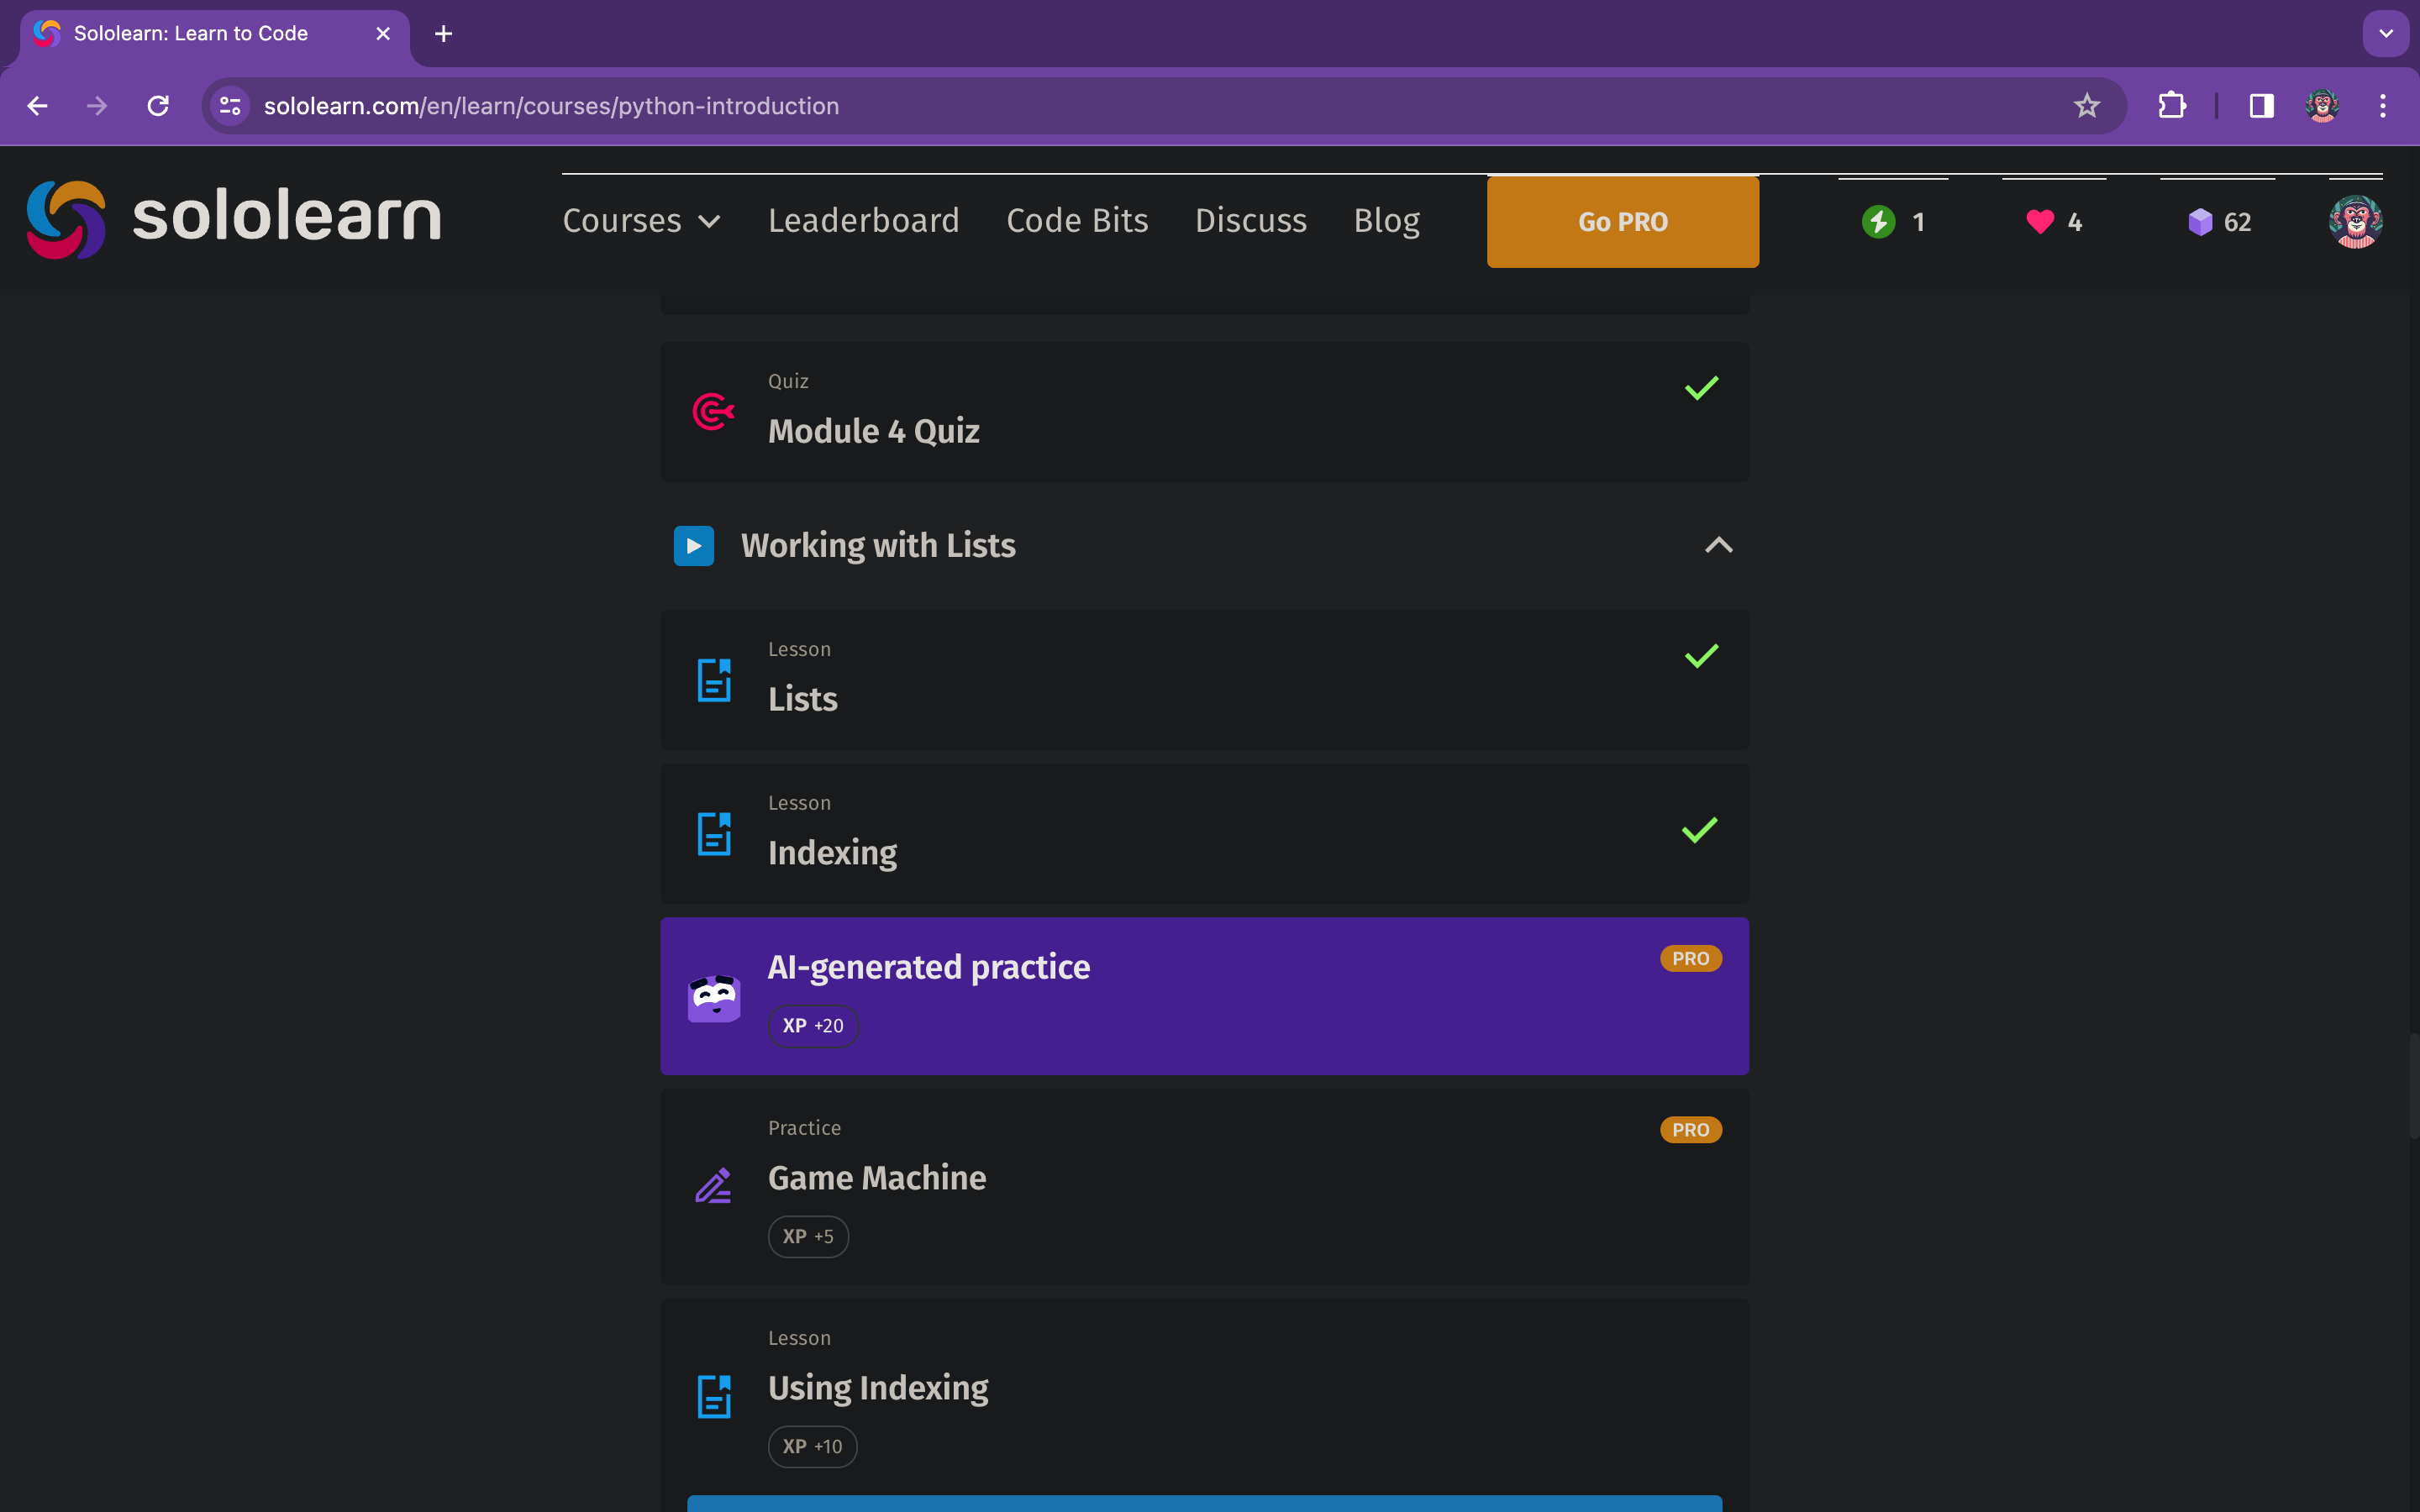 Sololearn: Learn to Code
sololearn.com/en/learn/courses/python-introduction
sololearn
Courses
Leaderboard
Code Bits
Discuss
Blog
Go PRO
1
4
62
Quiz
Module 4 Quiz
Working with Lists
Lesson
Lists
Lesson
Indexing
AI-generated practice
PRO
XP +20
Practice
PRO
Game Machine
XP +5
Lesson
Using Indexing
XP +10